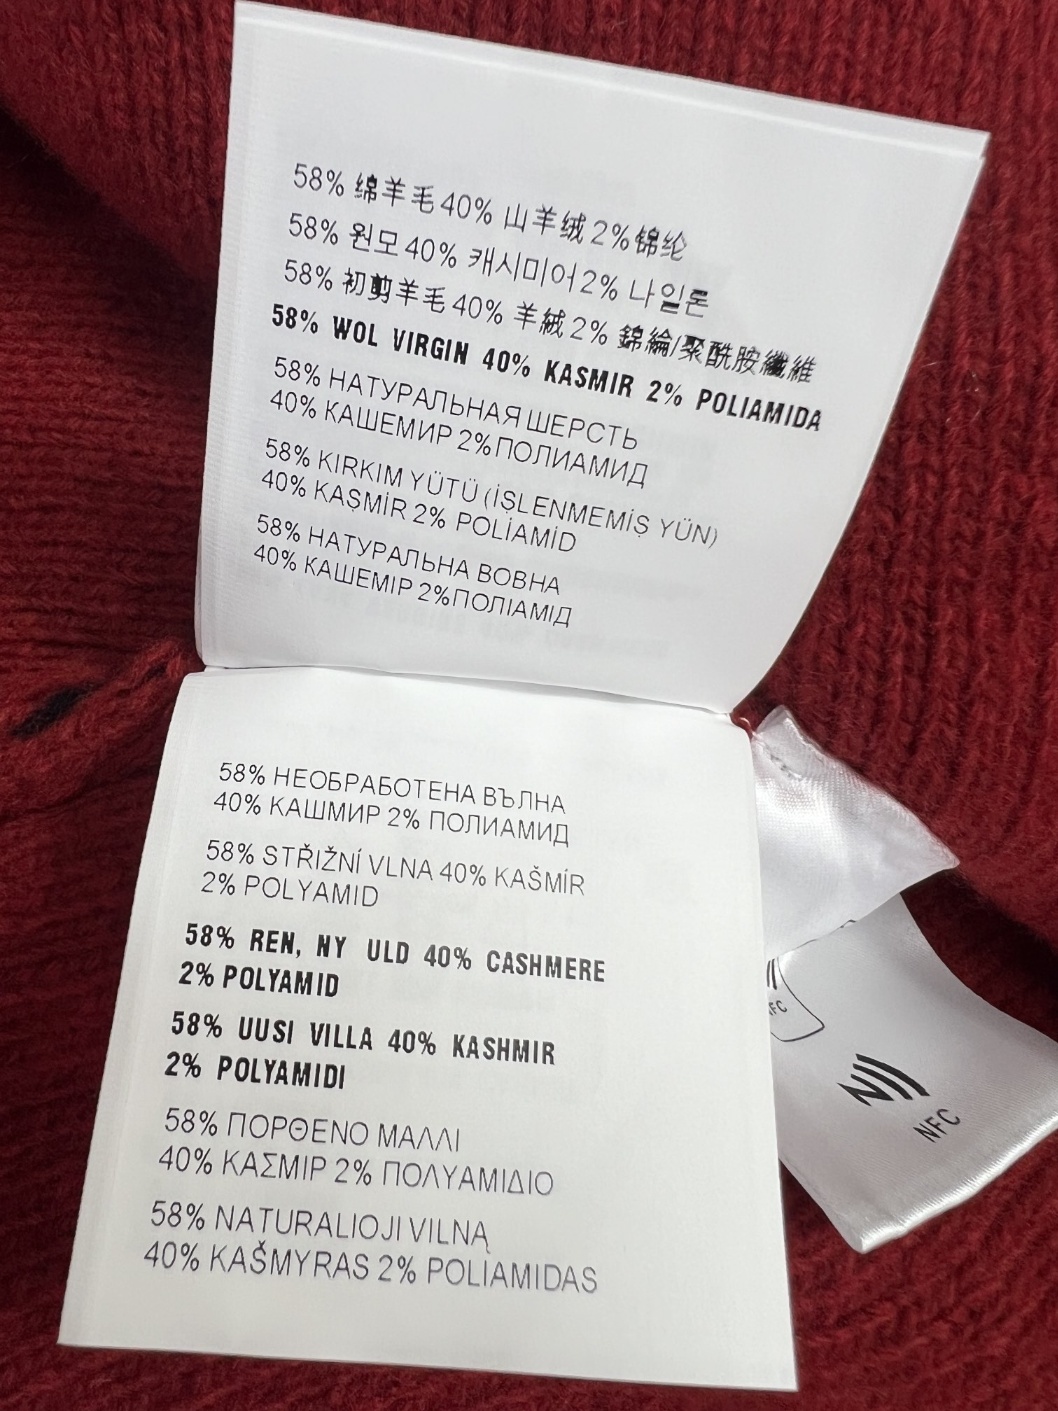 58% 绵羊毛 40% 山羊绒 2% 锦纶
58% 원모 40% 캐시미어 2% 나일론
58% 初剪羊毛 40% 羊絨 2% 錦綸/聚酰胺纖維
58% WOL VIRGIN 40% KASMIR 2% POLIAMIDA
58% НАТУРАЛЬНАЯ ШЕРСТЬ
40% КАШЕМИР 2% ПОЛИАМИД
58% KIRKIM YÜTÜ (İŞLENMEMİŞ YÜN)
40% KAŞMİR 2% POLİAMİD
58% НАТУРАЛЬНА ВОВНА
40% КАШЕМІР 2% ПОЛІАМІД
58% НЕОБРАБОТЕНА ВЪЛНА
40% КАШМИР 2% ПОЛИАМИД
58% STŘIŽNÍ VLNA 40% KAŠMÍR
2% POLYAMID
58% REN, NY ULD 40% CASHMERE
2% POLYAMID
58% UUSI VILLA 40% KASHMIR
2% POLYAMIDI
58% ΠΟΡΘΕΝΟ ΜΑΛΛΙ
40% ΚΑΣΜΙΡ 2% ΠΟΛΥΑΜΙΔΙΟ
58% NATURALIOJI VILNĄ
40% KAŠMYRAS 2% POLIAMIDAS
NFC
NFC